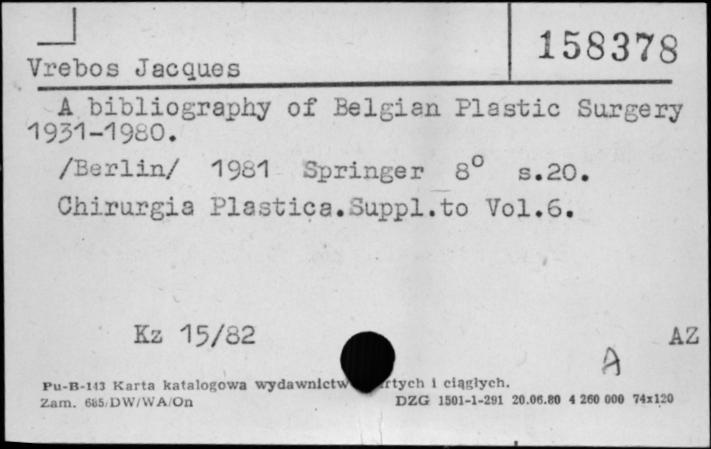 158378
Vrebos Jacques
A bibliography of Belgian Plastic Surgery
1931-1980.
/Berlin/ 1981 Springer 8° s.20.
Chirurgia Plastica.Suppl.to Vol.6.
Kz 15/82
AZ
A
Pu-B-143 Karta katalogowa wydawnictw ciągłych.
Zam. 685/DW/WA/On DZG 1501-1-291 20.06.80 4 260 000 74x120